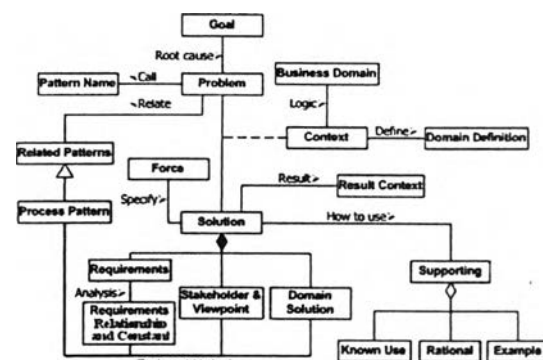 Goal
Root cause
Pattern Name
Call
Problem
Business Domain
Relate
Logic
Context
Define
Domain Definition
Related Patterns
Force
Result
Result Context
Specify
Process Pattern
Solution
How to use
Requirements
Stakeholder &
Viewpoint
Domain
Solution
Supporting
Analysis
Requirements
Relationship
and Constant
Known Use
Rational
Example